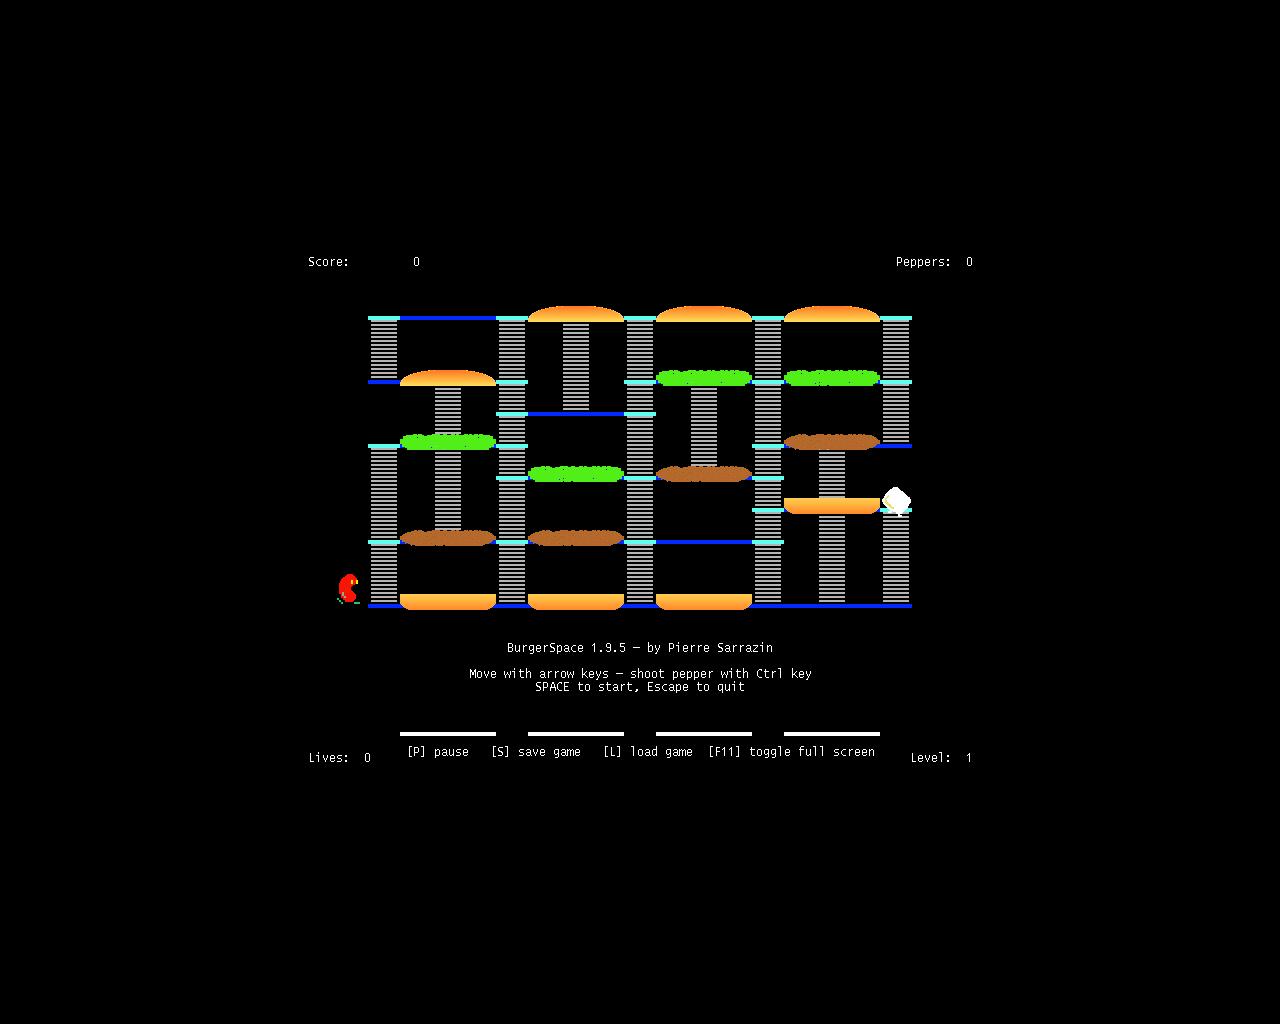 Score: 0 Peppers: 0
BurgerSpace 1.9.5 – by Pierre Sarrazin
Move with arrow keys – shoot pepper with Ctrl key
SPACE to start, Escape to quit
[P] pause [S] save game [L] load game [F11] toggle full screen
Lives: 0 Level: 1